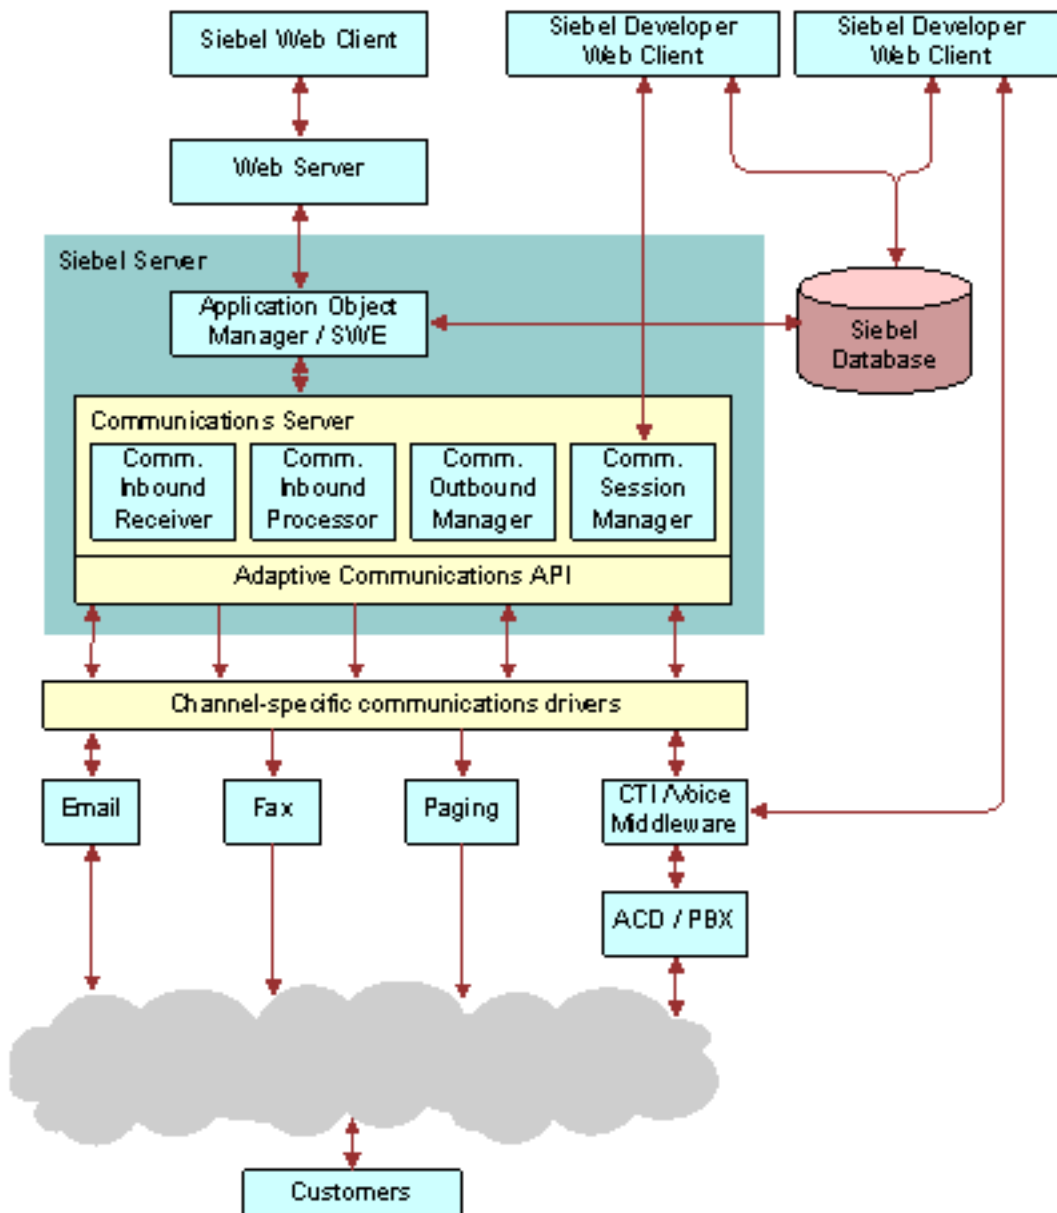 Siebel Web Client
Siebel Developer
Web Client
Siebel Developer
Web Client
Web Server
Siebel Server
Application Object
Manager / SWE
Siebel
Database
Communications Server
Comm.
Inbound
Receiver
Comm.
Inbound
Processor
Comm.
Outbound
Manager
Comm.
Session
Manager
Adaptive Communications API
Channel-specific communications drivers
Email
Fax
Paging
CTI /Voice
Middleware
ACD / PBX
Customers